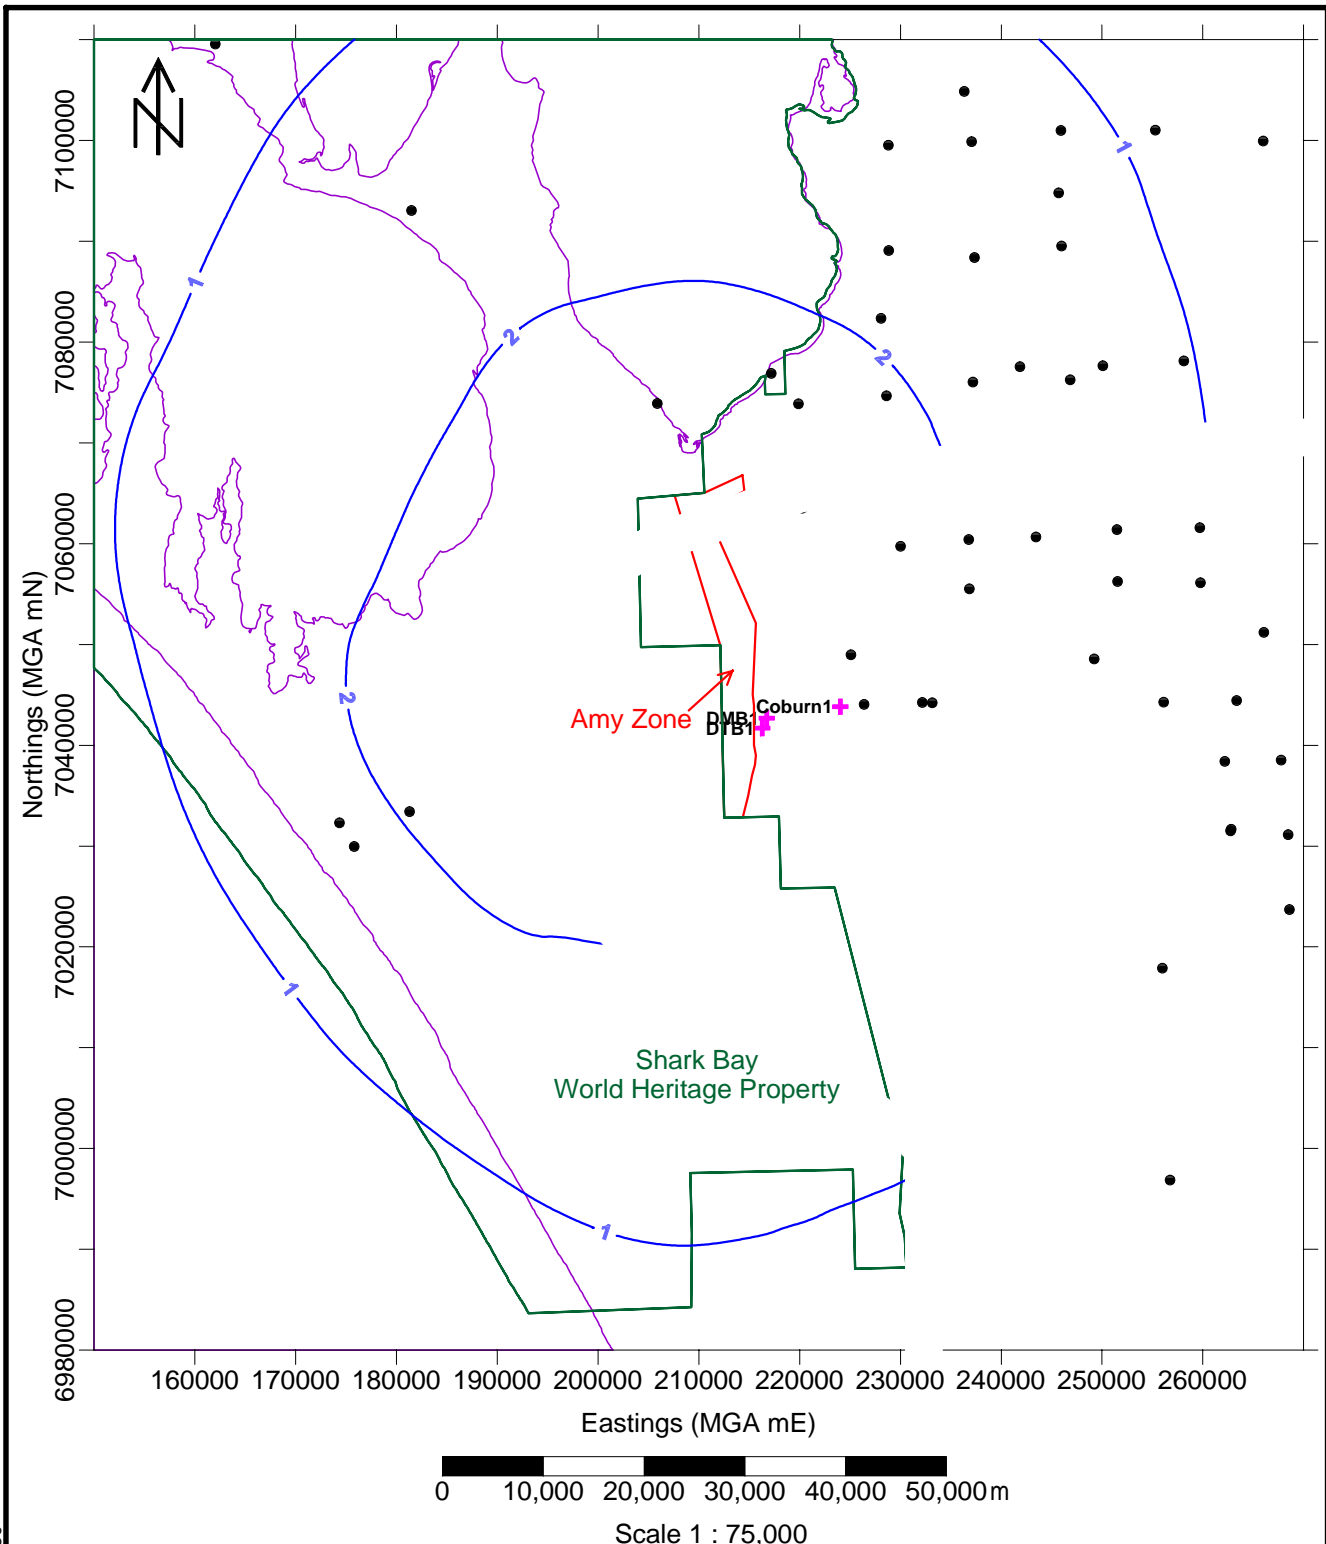 N
7100000
7080000
7060000
7040000
7020000
7000000
6980000
Northings (MGA mN)
1
1
2
2
2
1
1
Coburn1
DMB1
DTB1
Amy Zone
Shark Bay
World Heritage Property
160000 170000 180000 190000 200000 210000 220000 230000 240000 250000 260000
Eastings (MGA mE)
0 10,000 20,000 30,000 40,000 50,000m
Scale 1 : 75,000